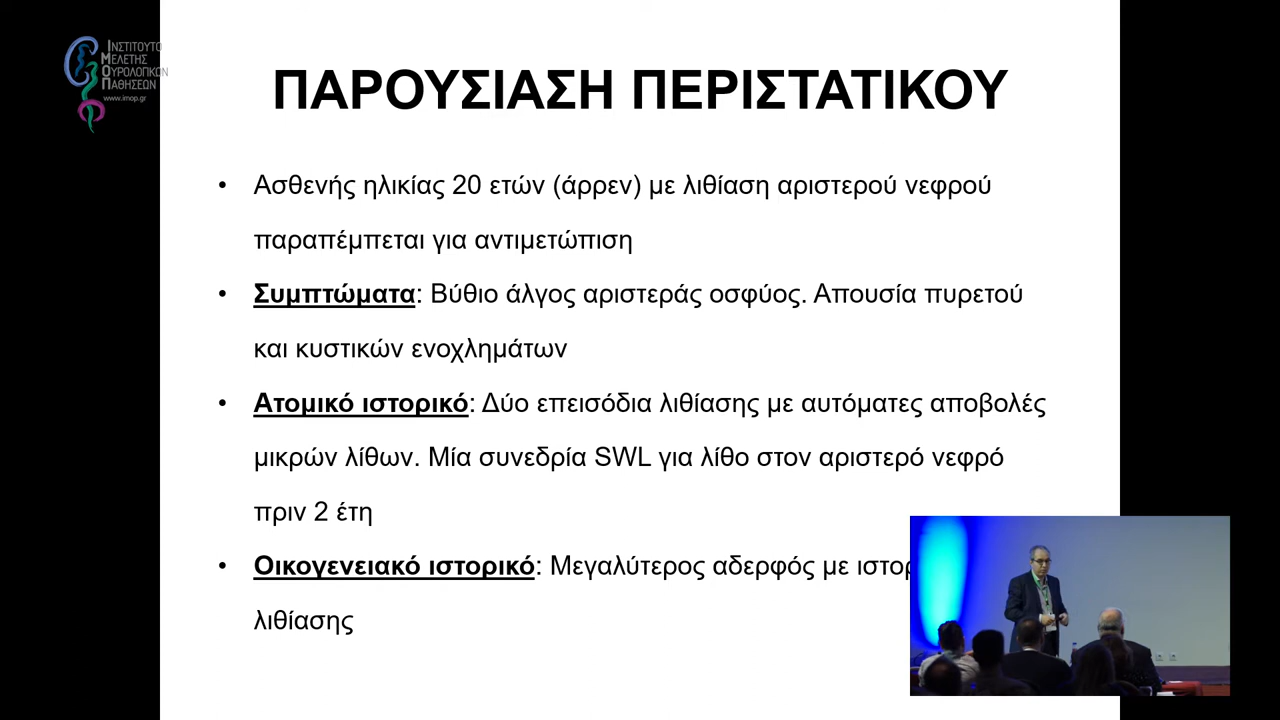 ΙΝΣΤΙΤΟΥΤΟ
ΜΕΛΕΤΗΣ
ΟΥΡΟΛΟΓΙΚΩΝ
ΠΑΘΗΣΕΩΝ
www.imop.gr
ΠΑΡΟΥΣΙΑΣΗ ΠΕΡΙΣΤΑΤΙΚΟΥ
• Ασθενής ηλικίας 20 ετών (άρρεν) με λιθίαση αριστερού νεφρού
παραπέμπεται για αντιμετώπιση
• Συμπτώματα: Βύθιο άλγος αριστεράς οσφύος. Απουσία πυρετού
και κυστικών ενοχλημάτων
• Ατομικό ιστορικό: Δύο επεισόδια λιθίασης με αυτόματες αποβολές
μικρών λίθων. Μία συνεδρία SWL για λίθο στον αριστερό νεφρό
πριν 2 έτη
• Οικογενειακό ιστορικό: Μεγαλύτερος αδερφός με
λιθίασης